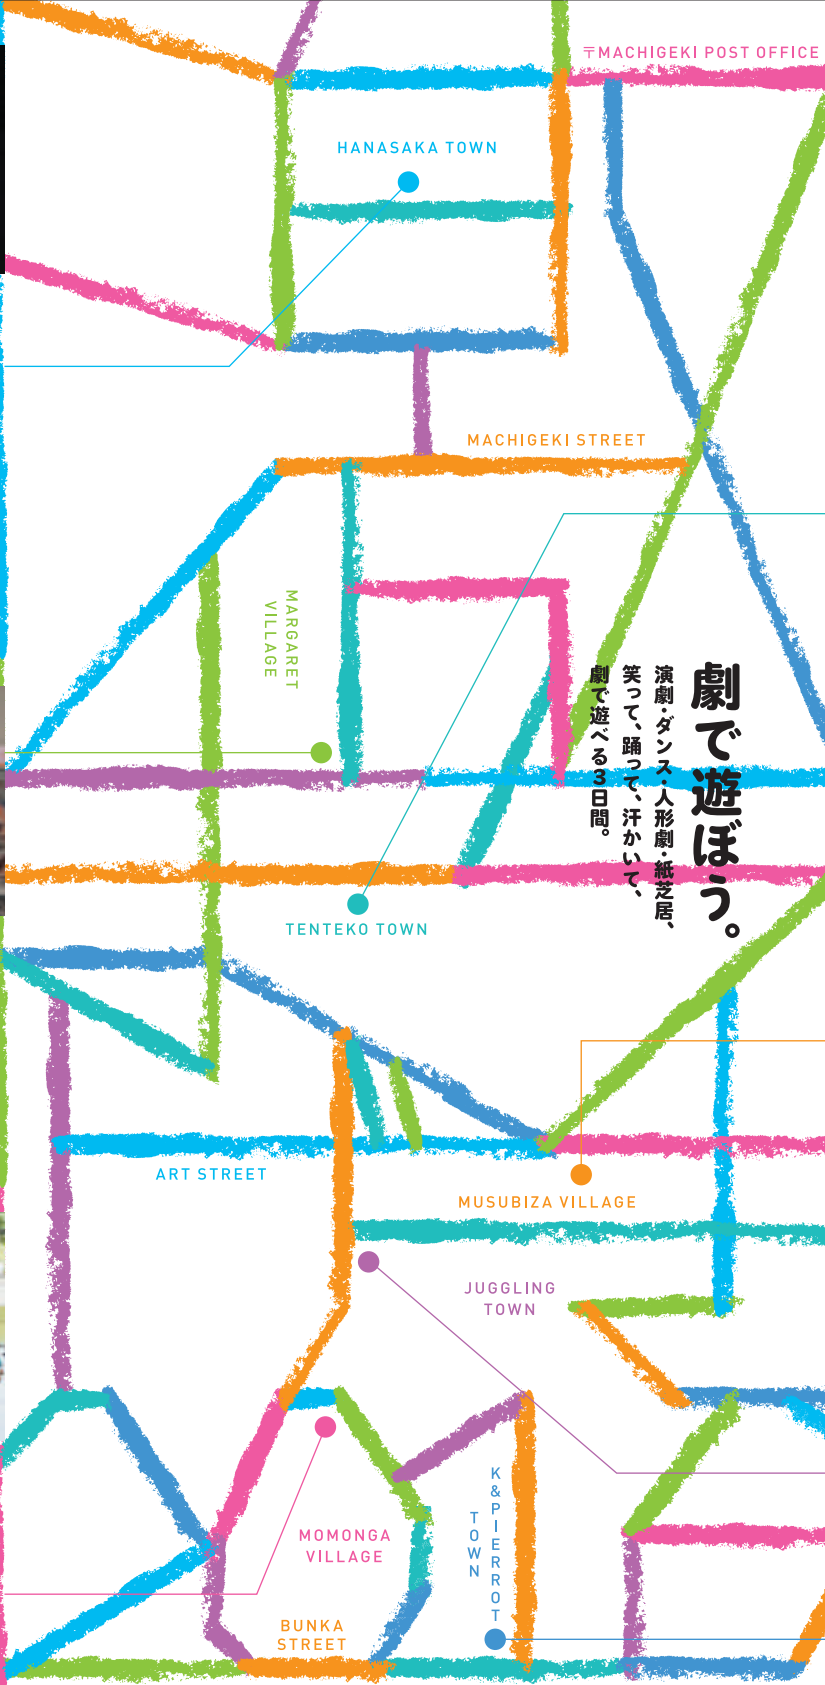 〒MACHIGEKI POST OFFICE
HANASAKA TOWN
MACHIGEKI STREET
MARGARET
VILLAGE
劇で遊ぼう。
演劇・ダンス・人形劇・紙芝居、
笑って、踊って、汗かいて、
劇で遊べる3日間。
TENTEKO TOWN
ART STREET
MUSUBIZA VILLAGE
JUGGLING
TOWN
K&PIERROT
TOWN
MOMONGA
VILLAGE
BUNKA
STREET